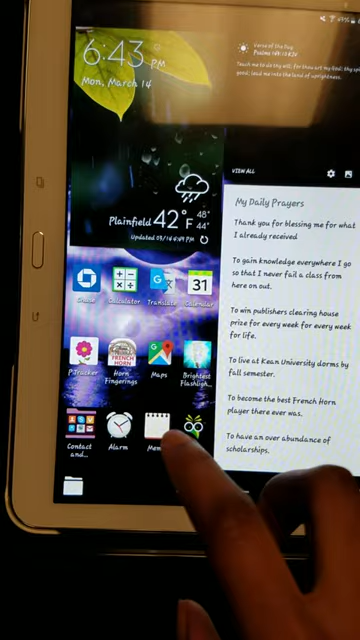 49%
6:43 PM
Mon, March 14
Verse of the Day
Psalms 143:10 KJV
Teach me to do thy will; for thou art my God: thy
good; lead me into the land of uprightness.
Plainfield 42°F 48°
44°
Updated 03/14 6:41 PM
VIEW ALL
My Daily Prayers
Thank you for blessing me for what
I already received
To gain knowledge everywhere I go
so that I never fail a class from
here on out.
To win publishers clearing house
prize for every week for every week
for life.
To live at Kean University dorms by
fall semester.
To become the best French Horn
player there ever was.
To have an over abundance of
scholarships.
Chase
Calculator
Translate
31
Calendar
P.Tracker
FRENCH
HORN
Horn
Fingerings
Maps
Brightest
Flashligh...
Contact
and...
Alarm